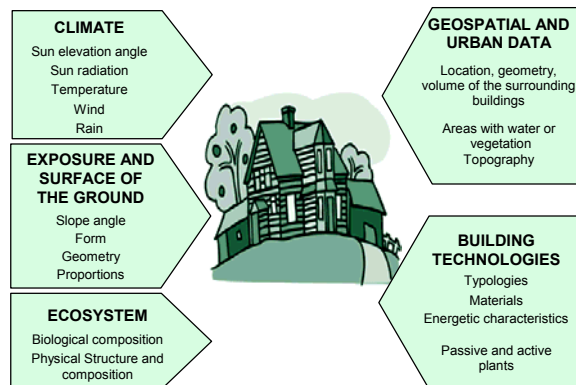 CLIMATE
Sun elevation angle
Sun radiation
Temperature
Wind
Rain
EXPOSURE AND
SURFACE OF
THE GROUND
Slope angle
Form
Geometry
Proportions
ECOSYSTEM
Biological composition
Physical Structure and
composition
GEOSPATIAL AND
URBAN DATA
Location, geometry,
volume of the surrounding
buildings
Areas with water or
vegetation
Topography
BUILDING
TECHNOLOGIES
Typologies
Materials
Energetic characteristics
Passive and active
plants